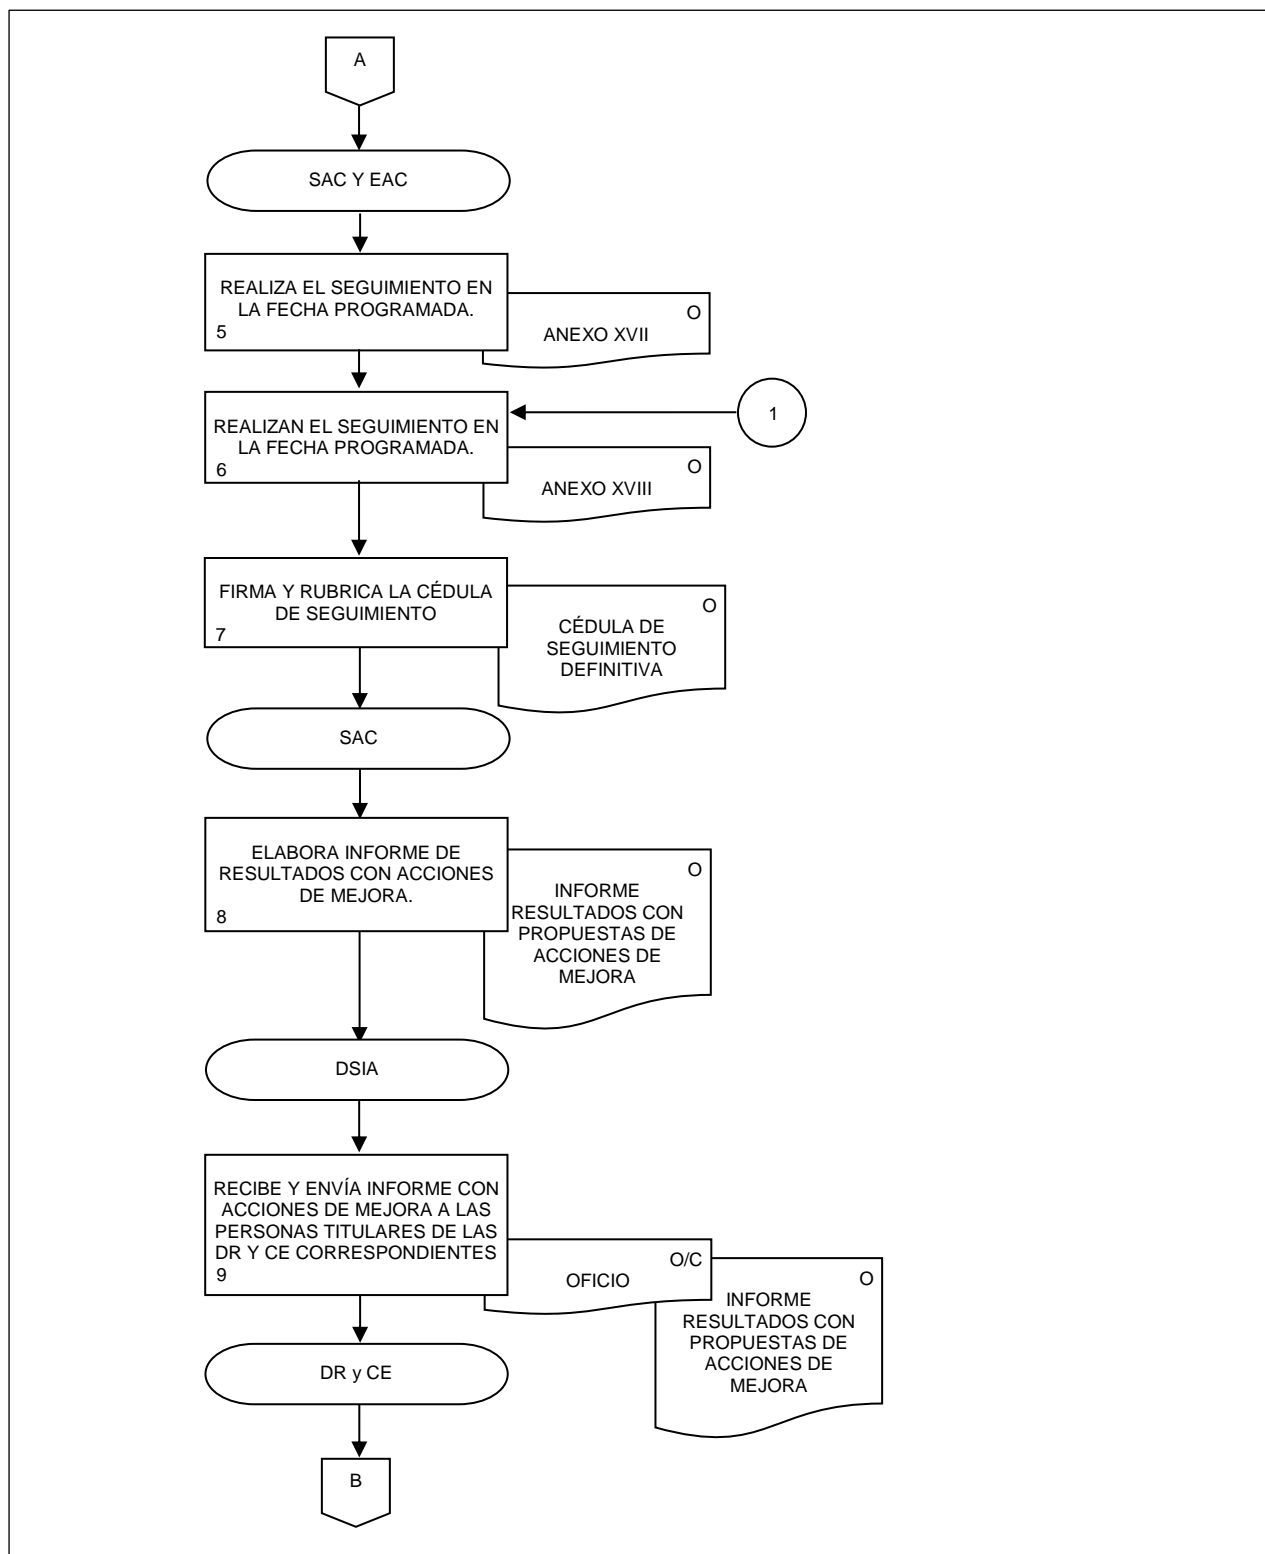 A
SAC Y EAC
REALIZA EL SEGUIMIENTO EN
LA FECHA PROGRAMADA.
5
O
ANEXO XVII
REALIZAN EL SEGUIMIENTO EN
LA FECHA PROGRAMADA.
6
1
O
ANEXO XVIII
FIRMA Y RUBRICA LA CÉDULA
DE SEGUIMIENTO
7
O
CÉDULA DE
SEGUIMIENTO
DEFINITIVA
SAC
ELABORA INFORME DE
RESULTADOS CON ACCIONES
DE MEJORA.
8
O
INFORME
RESULTADOS CON
PROPUESTAS DE
ACCIONES DE
MEJORA
DSIA
RECIBE Y ENVÍA INFORME CON
ACCIONES DE MEJORA A LAS
PERSONAS TITULARES DE LAS
DR Y CE CORRESPONDIENTES
9
O/C
OFICIO
O
INFORME
RESULTADOS CON
PROPUESTAS DE
ACCIONES DE
MEJORA
DR y CE
B